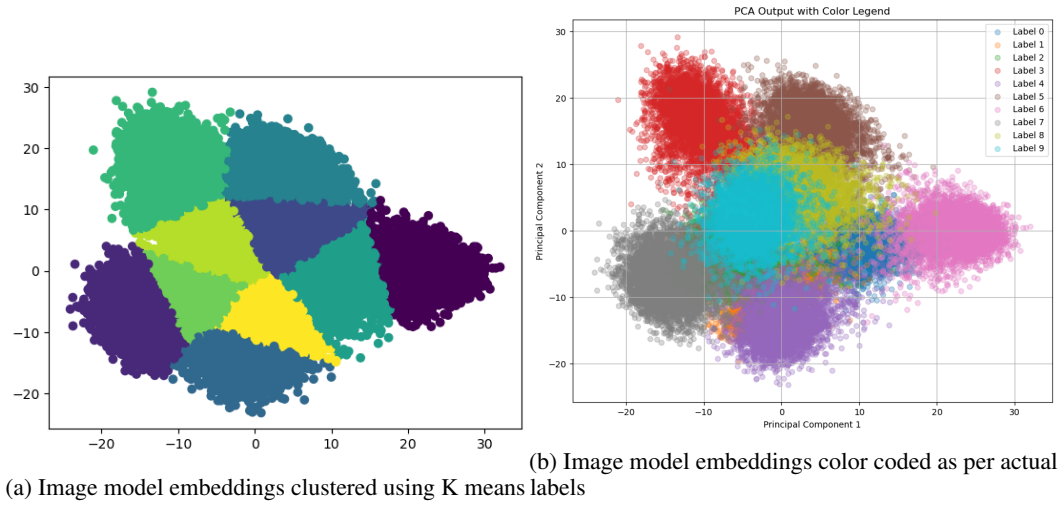 PCA Output with Color Legend
30
20
10
0
−10
−20
−20
−10
0
10
20
30
Principal Component 2
30
20
10
0
−10
−20
−20
−10
0
10
20
30
Principal Component 1
Label 0
Label 1
Label 2
Label 3
Label 4
Label 5
Label 6
Label 7
Label 8
Label 9
(b) Image model embeddings color coded as per actual
(a) Image model embeddings clustered using K means labels